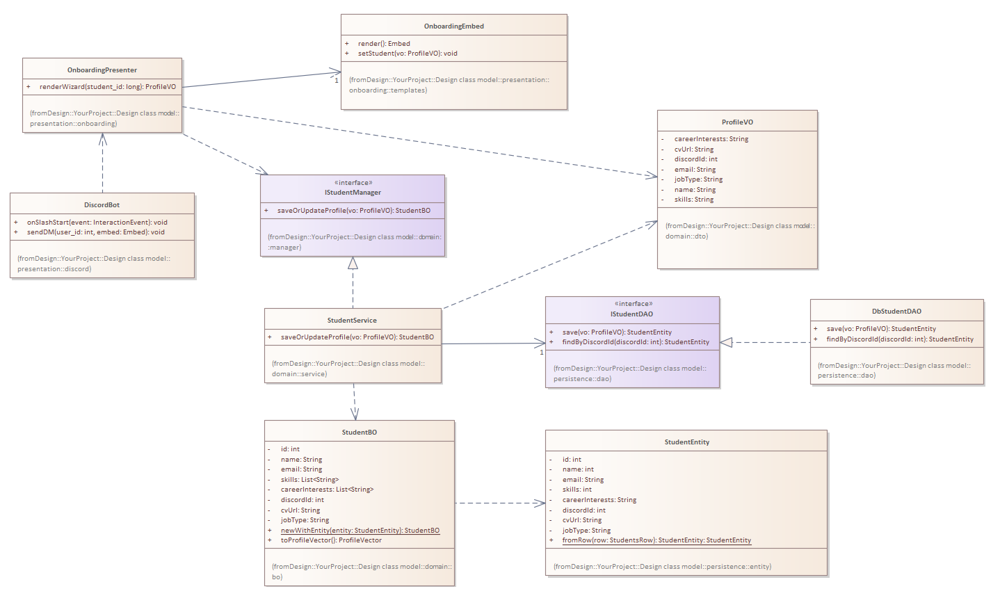 OnboardingEmbed
+ render(): Embed
+ setStudent(vo: ProfileVO): void
(fromDesign::YourProject::Design class model::presentation::
onboarding::templates)
1
OnboardingPresenter
+ renderWizard(student_id: long): ProfileVO
(fromDesign::YourProject::Design class model::
presentation::onboarding)
ProfileVO
- careerInterests: String
- cvUrl: String
- discordId: int
- email: String
- jobType: String
- name: String
- skills: String
(fromDesign::YourProject::Design class model::
domain::dto)
«interface»
IStudentManager
+ saveOrUpdateProfile(vo: ProfileVO): StudentBO
(fromDesign::YourProject::Design class model::domain:
:manager)
DiscordBot
+ onSlashStart(event: InteractionEvent): void
+ sendDM(user_id: int, embed: Embed): void
(fromDesign::YourProject::Design class model::
presentation::discord)
StudentService
+ saveOrUpdateProfile(vo: ProfileVO): StudentBO
(fromDesign::YourProject::Design class model::
domain::service)
1
«interface»
IStudentDAO
+ save(vo: ProfileVO): StudentEntity
+ findByDiscordId(discordId: int): StudentEntity
(fromDesign::YourProject::Design class model::
persistence::dao)
DbStudentDAO
+ save(vo: ProfileVO): StudentEntity
+ findByDiscordId(discordId: int): StudentEntity
(fromDesign::YourProject::Design class model::
persistence::dao)
StudentBO
- id: int
- name: String
- email: String
- skills: List<String>
- careerInterests: List<String>
- discordId: int
- cvUrl: String
- jobType: String
+ newWithEntity(entity: StudentEntity): StudentBO
+ toProfileVector(): ProfileVector
(fromDesign::YourProject::Design class model::domain::
bo)
StudentEntity
- id: int
- name: int
- email: String
- skills: int
- careerInterests: String
- discordId: int
- cvUrl: String
- jobType: String
+ fromRow(row: StudentsRow): StudentEntity: StudentEntity
(fromDesign::YourProject::Design class model::persistence::entity)